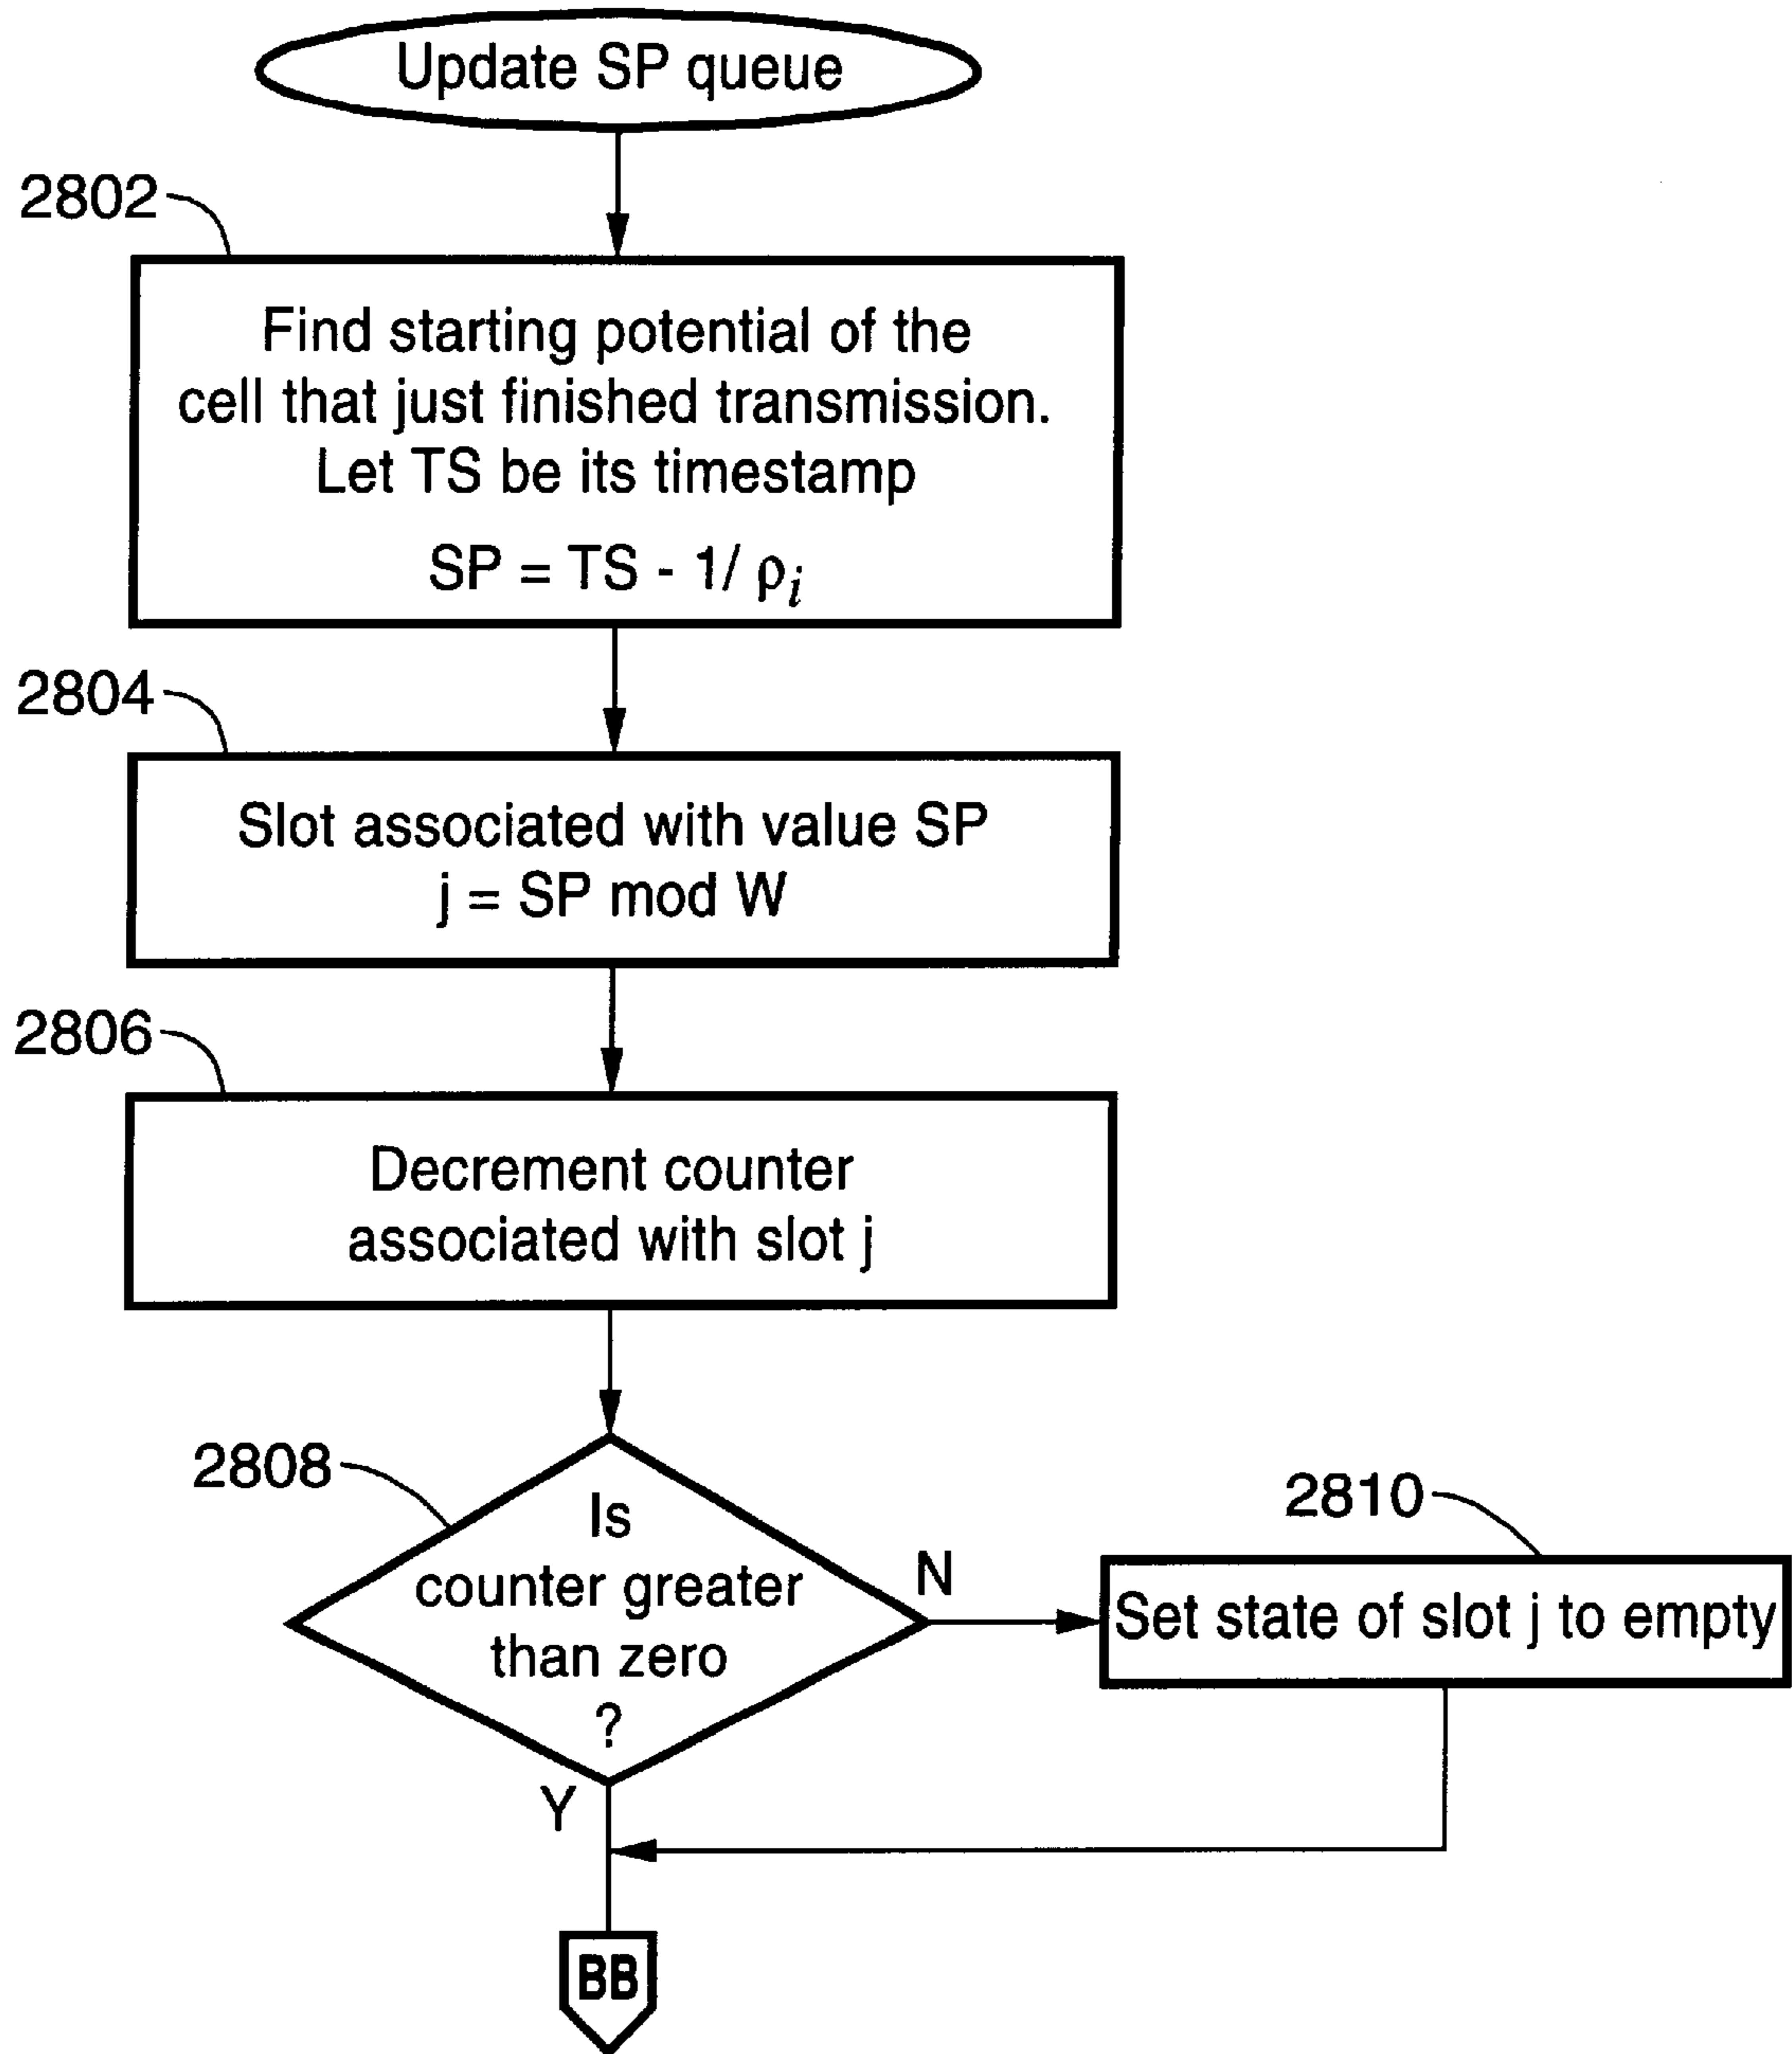 Update SP queue
2802
Find starting potential of the
cell that just finished transmission.
Let TS be its timestamp
SP = TS - 1/ ρi
2804
Slot associated with value SP
j = SP mod W
2806
Decrement counter
associated with slot j
2808
Is
counter greater
than zero
?
N
2810
Set state of slot j to empty
Y
BB